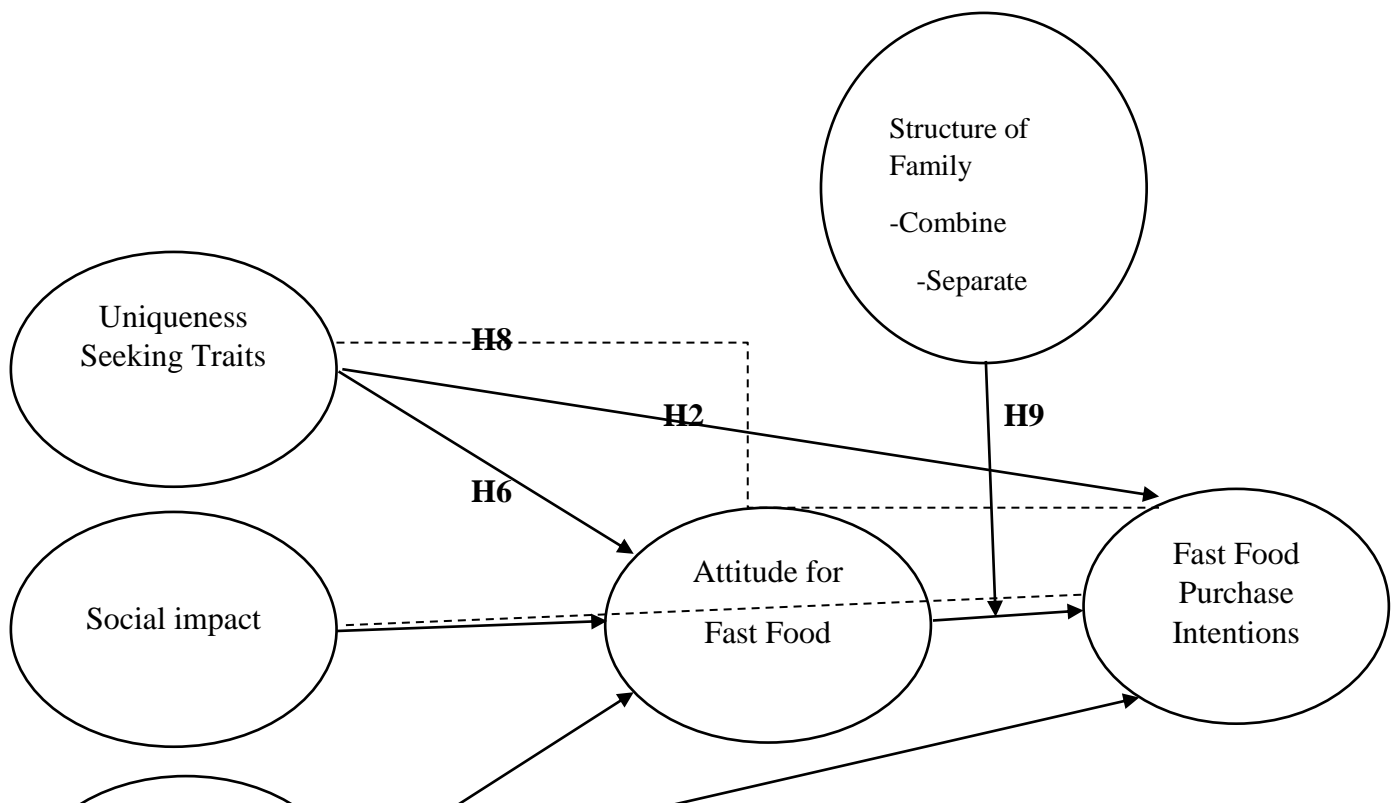 Structure of
Family
-Combine
-Separate
Uniqueness
Seeking Traits
H8
H2
H9
H6
Social impact
Attitude for
Fast Food
Fast Food
Purchase
Intentions